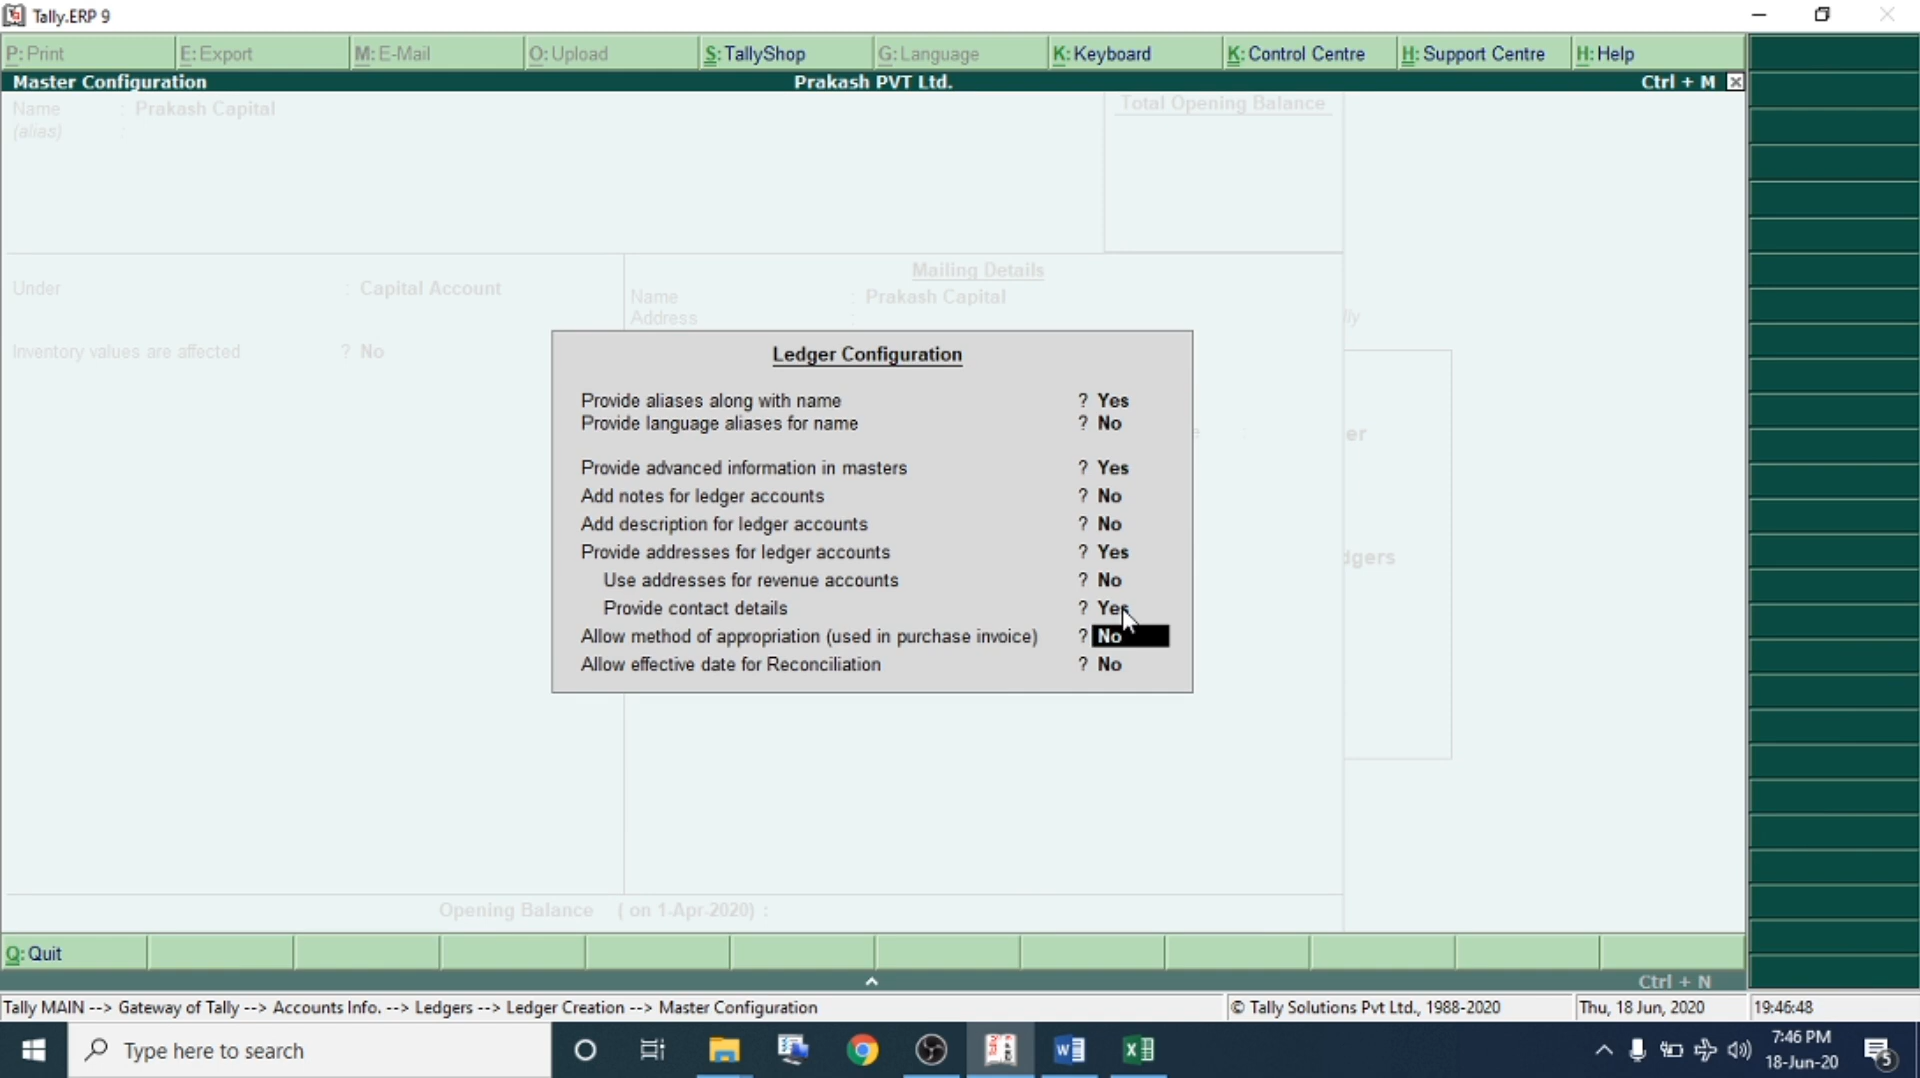 Tally.ERP 9
P: Print E: Export M: E-Mail O: Upload S: TallyShop G: Language K: Keyboard K: Control Centre H: Support Centre H: Help
Master Configuration Prakash PVT Ltd. Ctrl + M
Name : Prakash Capital Total Opening Balance
(alias) :
Under : Capital Account Mailing Details
Name : Prakash Capital
Address :
Inventory values are affected ? No
Ledger Configuration
Provide aliases along with name ? Yes
Provide language aliases for name ? No
Provide advanced information in masters ? Yes
Add notes for ledger accounts ? No
Add description for ledger accounts ? No
Provide addresses for ledger accounts ? Yes
Use addresses for revenue accounts ? No
Provide contact details ? Yes
Allow method of appropriation (used in purchase invoice) ? No
Allow effective date for Reconciliation ? No
Opening Balance ( on 1-Apr-2020) :
Q: Quit
Ctrl + N
Tally MAIN --> Gateway of Tally --> Accounts Info. --> Ledgers --> Ledger Creation --> Master Configuration © Tally Solutions Pvt Ltd., 1988-2020 Thu, 18 Jun, 2020 19:46:48
Type here to search 7:46 PM
18-Jun-20 5